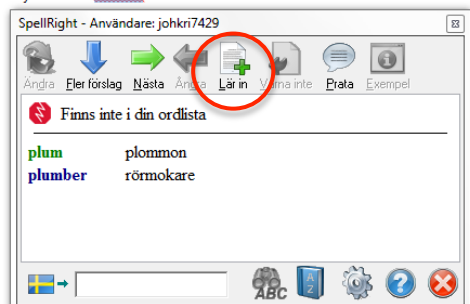 SpellRight - Användare: johkri7429
Ändra Fler förslag Nästa Ångra Lär in Varna inte Prata Exempel
Finns inte i din ordlista
plum plommon
plumber rörmokare
ABC A Z ?